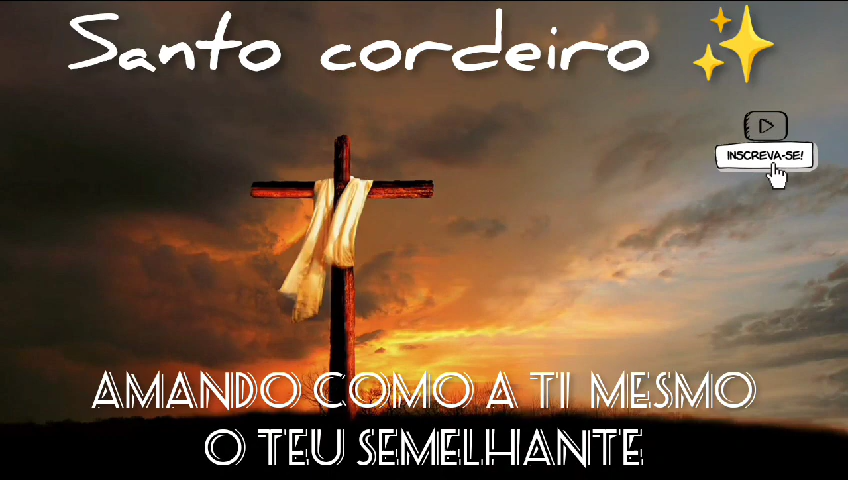 Santo cordeiro ✨
INSCREVA-SE!
AMANDO COMO A TI MESMO
O TEU SEMELHANTE